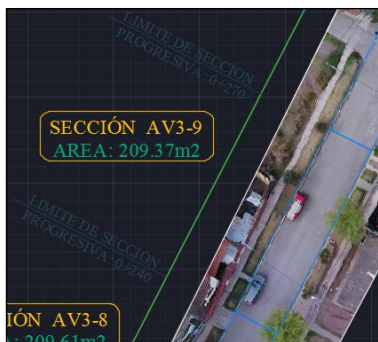 LIMITE DE SECCION
PROGRESIVA: 0+270
SECCIÓN AV3-9
AREA: 209.37m2
LIMITE DE SECCION
PROGRESIVA: 0+240
IÓN AV3-8
: 209.61m2